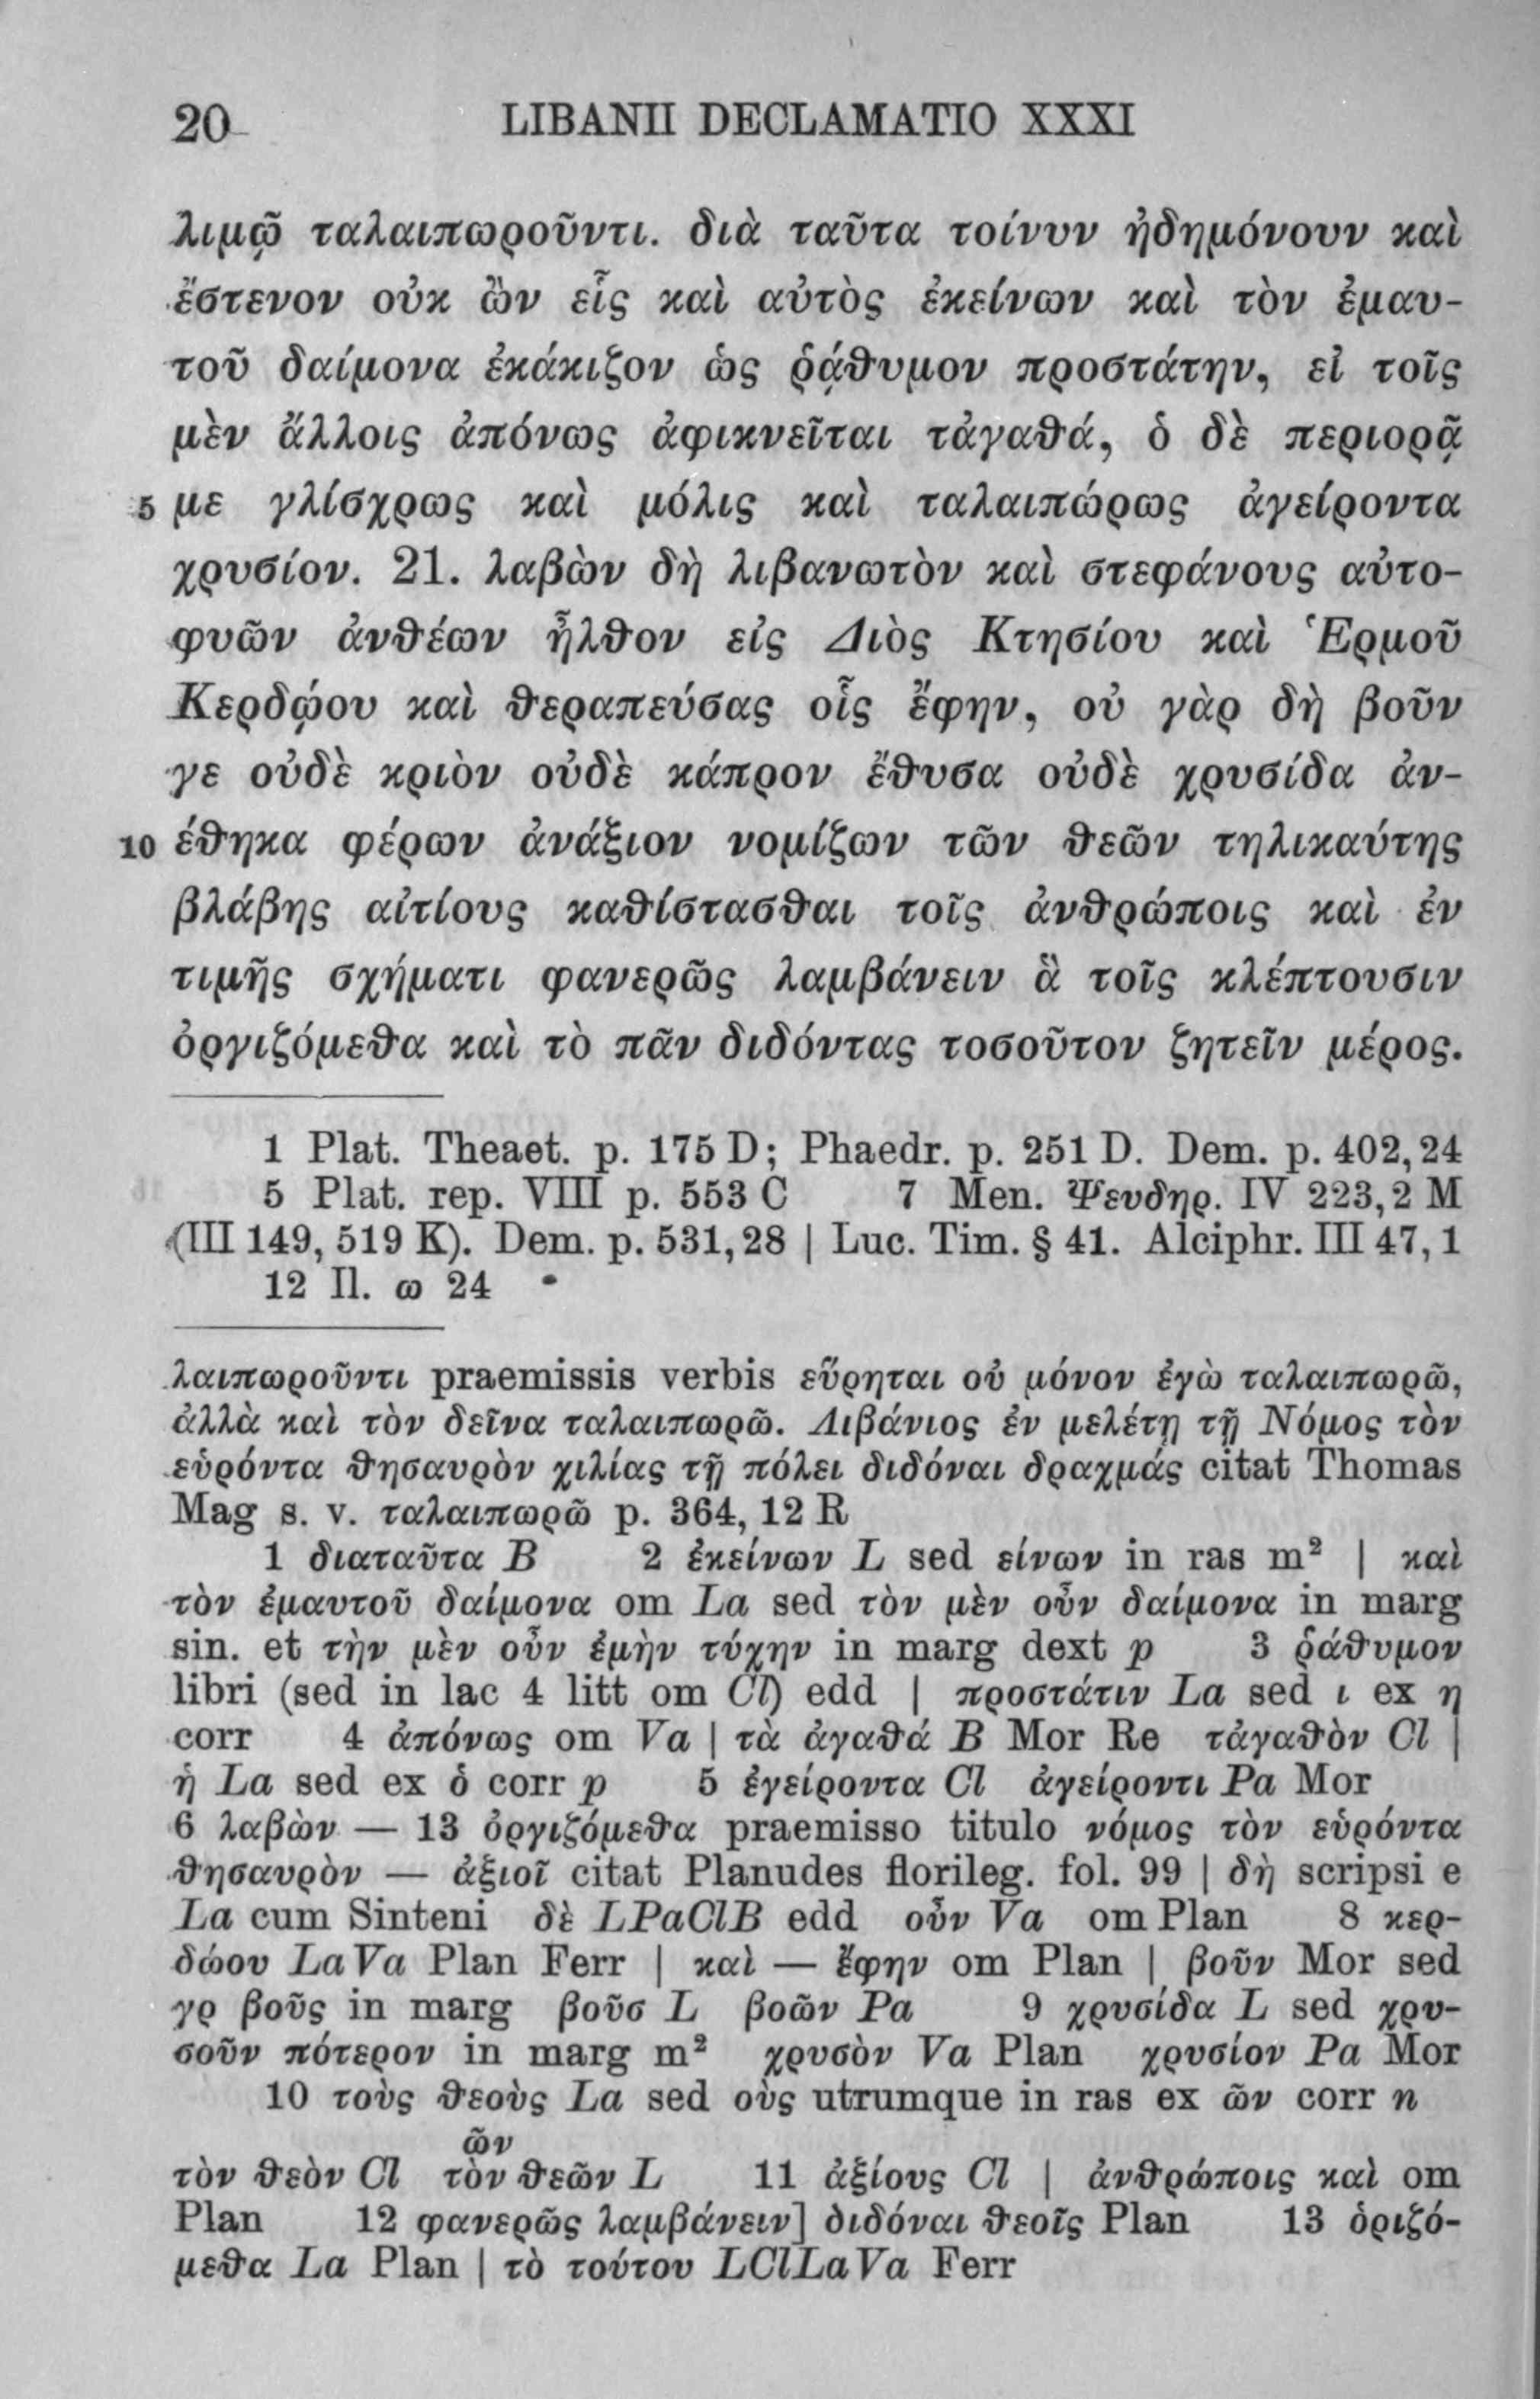 20 LIBANII DECLAMATIO XXXI
λιμῷ ταλαιπωροῦντι. διὰ ταῦτα τοίνυν ἠδημόνουν καὶ
ἔστενον οὐκ ὢν εἷς καὶ αὐτὸς ἐκείνων καὶ τὸν ἐμαυ-
τοῦ δαίμονα ἐκάκιζον ὡς ῥᾴθυμον προστάτην, εἰ τοῖς
μὲν ἄλλοις ἀπόνως ἀφικνεῖται τἀγαθά, ὁ δὲ περιορᾷ
5 με γλίσχρως καὶ μόλις καὶ ταλαιπώρως ἀγείροντα
χρυσίον. 21. λαβὼν δὴ λιβανωτὸν καὶ στεφάνους αὐτο-
φυῶν ἀνθέων ἦλθον εἰς Διὸς Κτησίου καὶ Ἑρμοῦ
Κερδῴου καὶ θεραπεύσας οἷς ἔφην, οὐ γὰρ δὴ βοῦν
γε οὐδὲ κριὸν οὐδὲ κάπρον ἔθυσα οὐδὲ χρυσίδα ἀν-
10 έθηκα φέρων ἀνάξιον νομίζων τῶν θεῶν τηλικαύτης
βλάβης αἰτίους καθίστασθαι τοῖς ἀνθρώποις καὶ ἐν
τιμῆς σχήματι φανερῶς λαμβάνειν ἃ τοῖς κλέπτουσιν
ὀργιζόμεθα καὶ τὸ πᾶν διδόντας τοσοῦτον ζητεῖν μέρος.
1 Plat. Theaet. p. 175 D; Phaedr. p. 251 D. Dem. p. 402,24
5 Plat. rep. VIII p. 553 C 7 Men. Ψευδηρ. IV 223,2 M
(III 149, 519 K). Dem. p. 531,28 | Luc. Tim. § 41. Alciphr. III 47,1
12 Il. ω 24
λαιπωροῦντι praemissis verbis εὕρηται οὐ μόνον ἐγὼ ταλαιπωρῶ,
ἀλλὰ καὶ τὸν δεῖνα ταλαιπωρῶ. Λιβάνιος ἐν μελέτῃ τῇ Νόμος τὸν
εὑρόντα θησαυρὸν χιλίας τῇ πόλει διδόναι δραχμάς citat Thomas
Mag s. v. ταλαιπωρῶ p. 364, 12 R
1 διαταῦτα B 2 ἐκείνων L sed είνων in ras m² | καὶ
τὸν ἐμαυτοῦ δαίμονα om La sed τὸν μὲν οὖν δαίμονα in marg
sin. et τὴν μὲν οὖν ἐμὴν τύχην in marg dext p 3 ῥάθυμον
libri (sed in lac 4 litt om Cl) edd | προστάτιν La sed ι ex η
corr 4 ἀπόνως om Va | τὰ ἀγαθά B Mor Re τἀγαθὸν Cl |
ἡ La sed ex ὁ corr p 5 ἐγείροντα Cl ἀγείροντι Pa Mor
6 λαβὼν — 13 ὀργιζόμεθα praemisso titulo νόμος τὸν εὑρόντα
θησαυρὸν — ἀξιοῖ citat Planudes florileg. fol. 99 | δὴ scripsi e
La cum Sinteni δὲ LPaClB edd οὖν Va om Plan 8 κερ-
δώου La Va Plan Ferr | καὶ — ἔφην om Plan | βοῦν Mor sed
γρ βοῦς in marg βοῦσ L βοῶν Pa 9 χρυσίδα L sed χρυ-
σοῦν πότερον in marg m² χρυσὸν Va Plan χρυσίον Pa Mor
10 τοὺς θεοὺς La sed οὺς utrumque in ras ex ῶν corr n
ῶν
τὸν θεὸν Cl τὸν θεῶν L 11 ἀξίους Cl | ἀνθρώποις καὶ om
Plan 12 φανερῶς λαμβάνειν] διδόναι θεοῖς Plan 13 ὁριζό-
μεθα La Plan | τὸ τούτου LClLaVa Ferr